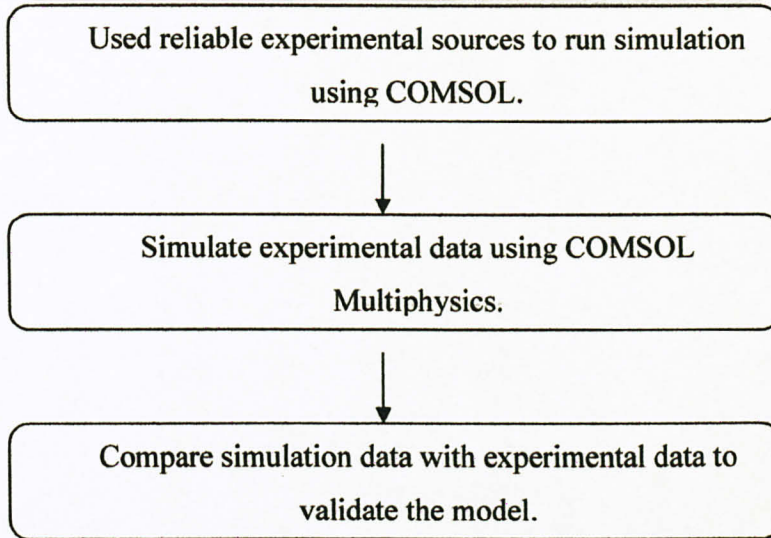 Used reliable experimental sources to run simulation
using COMSOL.
Simulate experimental data using COMSOL
Multiphysics.
Compare simulation data with experimental data to
validate the model.